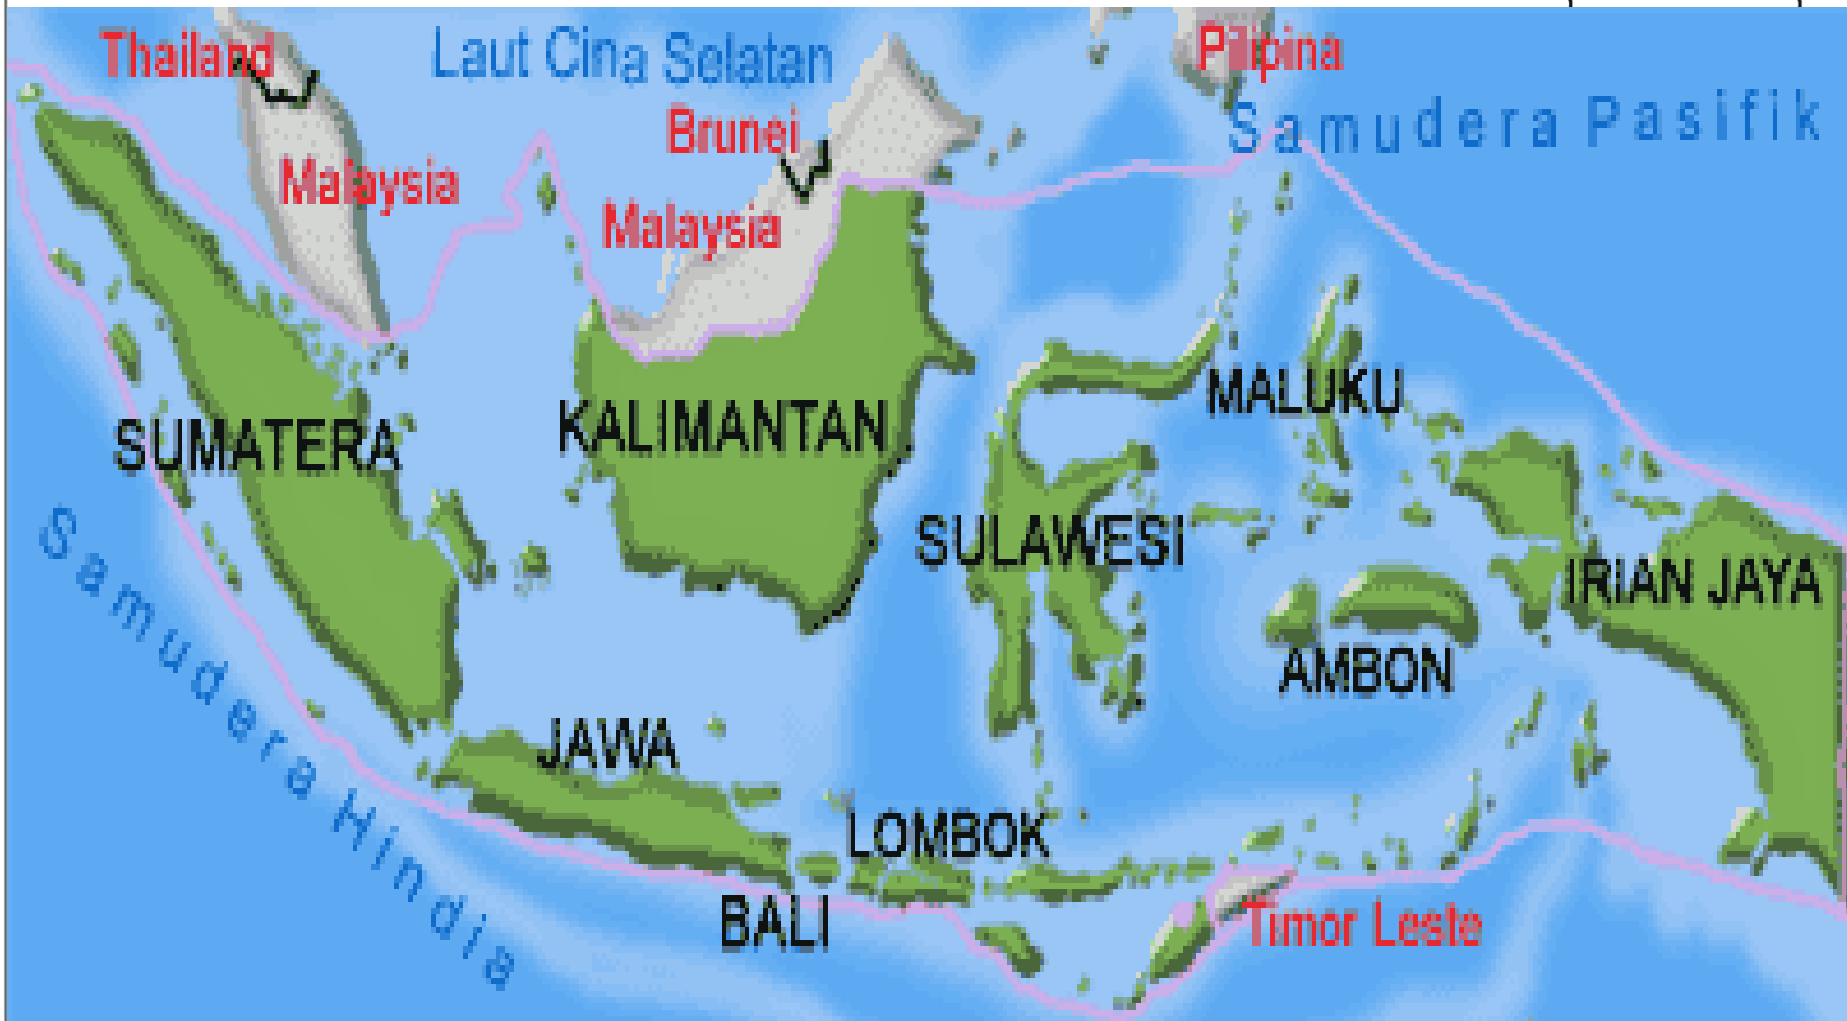 Thailand
Laut Cina Selatan
Pilipina
Brunei
Samudera Pasifik
Malaysia
Malaysia
MALUKU
SUMATERA
KALIMANTAN
SULAWESI
IRIAN JAYA
Samudera Hindia
AMBON
JAWA
LOMBOK
BALI
Timor Leste